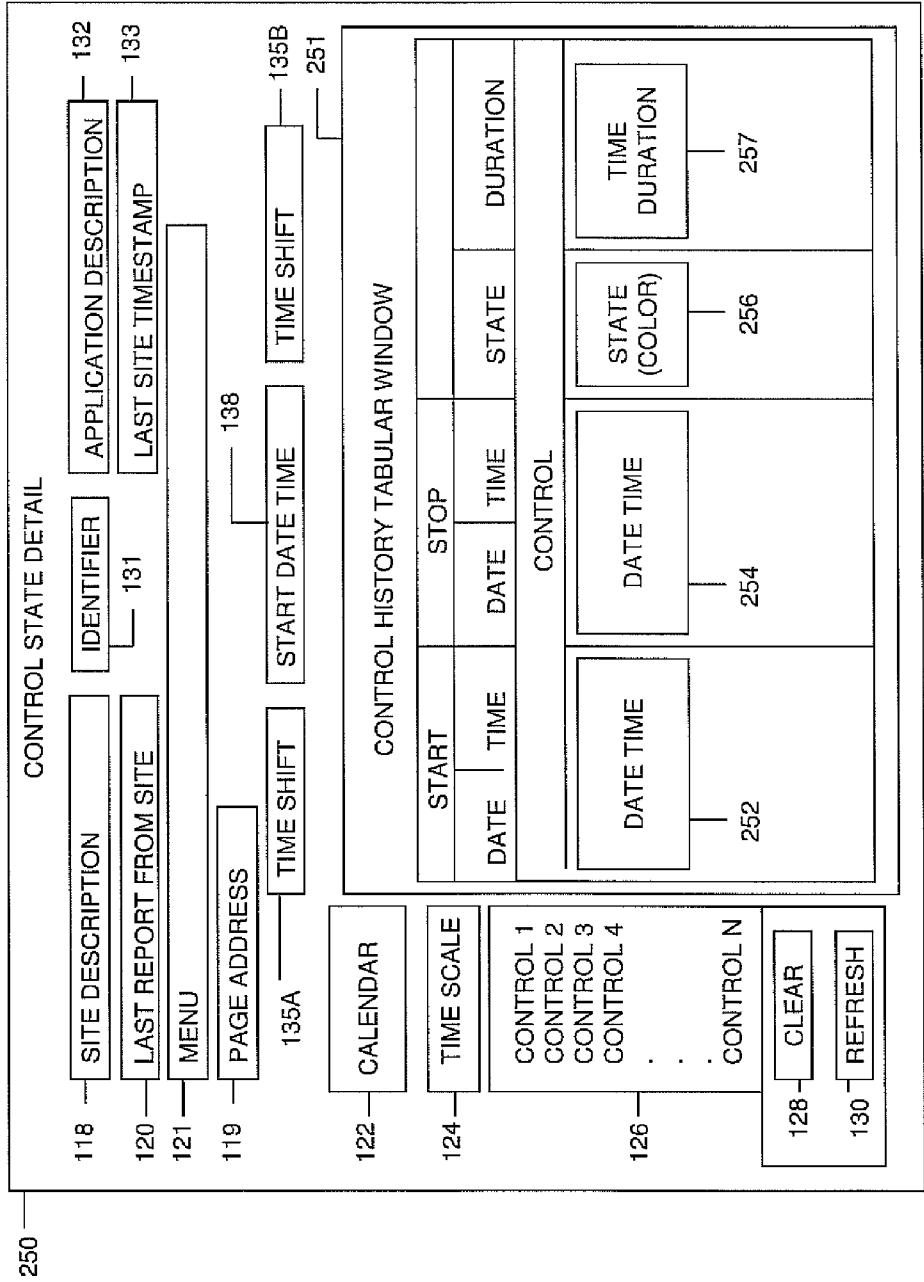 250
CONTROL STATE DETAIL
118 SITE DESCRIPTION IDENTIFIER APPLICATION DESCRIPTION 132
131
120 LAST REPORT FROM SITE LAST SITE TIMESTAMP 133
121 MENU
119 PAGE ADDRESS
138
135A TIME SHIFT START DATE TIME TIME SHIFT 135B
251
122 CALENDAR
124 TIME SCALE
126
CONTROL 1
CONTROL 2
CONTROL 3
CONTROL 4
. . .
CONTROL N
128 CLEAR
130 REFRESH
CONTROL HISTORY TABULAR WINDOW
START STOP
DATE TIME DATE TIME STATE DURATION
CONTROL
DATE TIME
DATE TIME
STATE
(COLOR)
TIME
DURATION
252 254 256 257